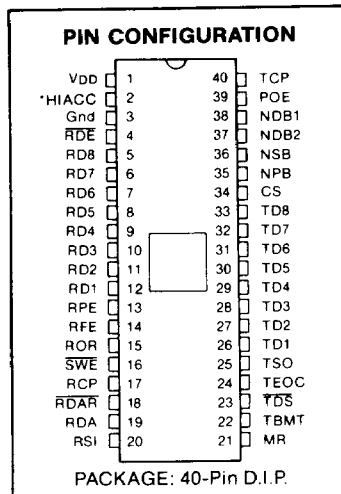 PIN CONFIGURATION
VDD 1 40 TCP
*HIACC 2 39 POE
Gnd 3 38 NDB1
RDE 4 37 NDB2
RD8 5 36 NSB
RD7 6 35 NPB
RD6 7 34 CS
RD5 8 33 TD8
RD4 9 32 TD7
RD3 10 31 TD6
RD2 11 30 TD5
RD1 12 29 TD4
RPE 13 28 TD3
RFE 14 27 TD2
ROR 15 26 TD1
SWE 16 25 TSO
RCP 17 24 TEOC
RDAR 18 23 TDS
RDA 19 22 TBMT
RSI 20 21 MR
PACKAGE: 40-Pin D.I.P.